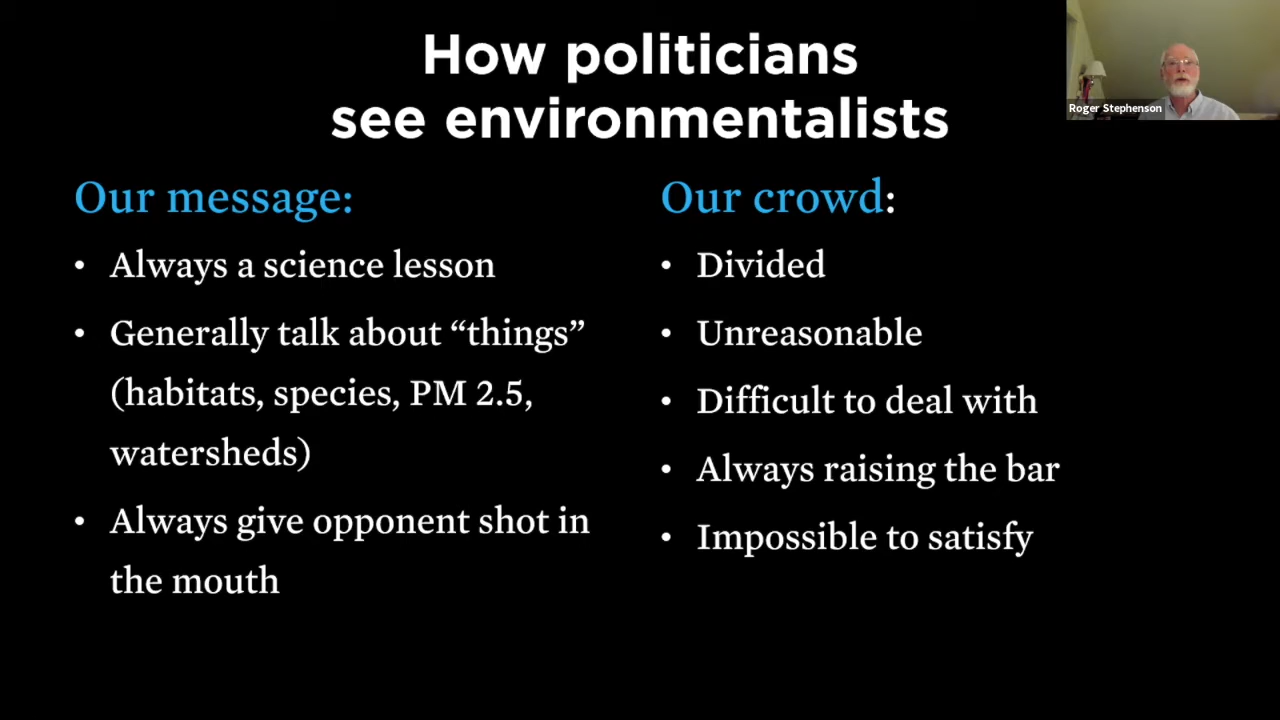 How politicians
see environmentalists
Roger Stephenson
Our message:
• Always a science lesson
• Generally talk about “things”
(habitats, species, PM 2.5,
watersheds)
• Always give opponent shot in
the mouth
Our crowd:
• Divided
• Unreasonable
• Difficult to deal with
• Always raising the bar
• Impossible to satisfy